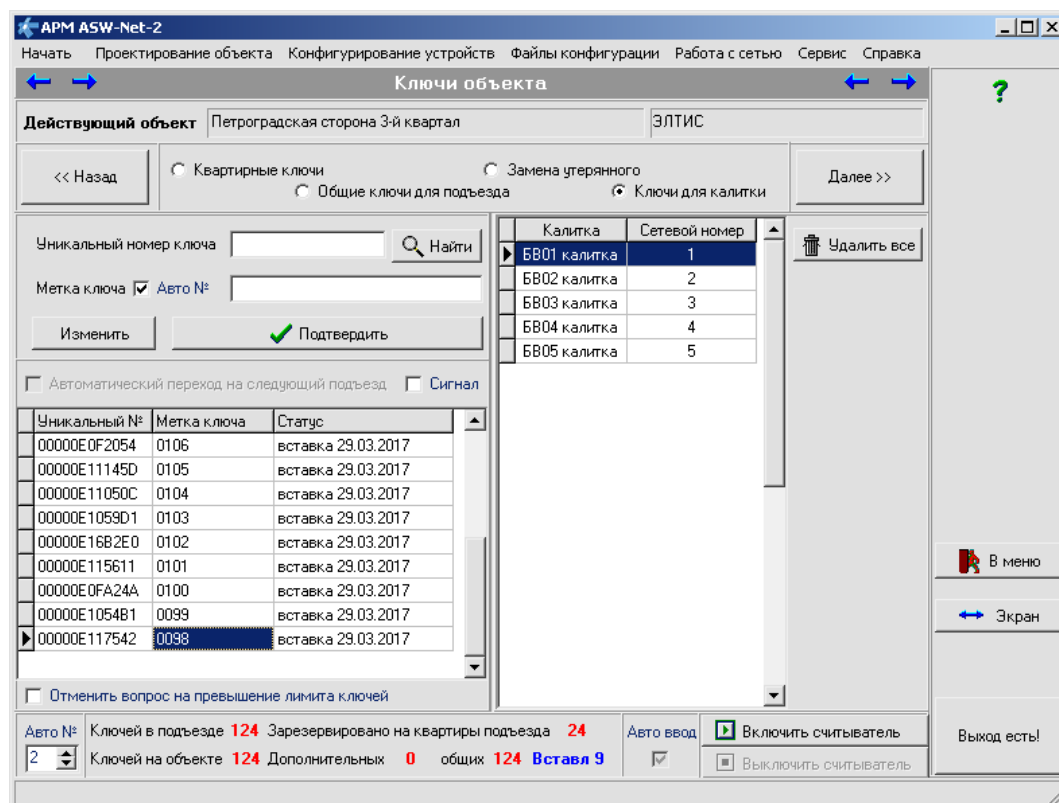 АРМ ASW-Net-2
Начать Проектирование объекта Конфигурирование устройств Файлы конфигурации Работа с сетью Сервис Справка
Ключи объекта
?
Действующий объект Петроградская сторона 3-й квартал ЭЛТИС
<< Назад
Квартирные ключи Замена утерянного
Общие ключи для подъезда Ключи для калитки
Далее >>
Уникальный номер ключа Найти
Метка ключа Авто №
Изменить Подтвердить
Автоматический переход на следующий подъезд Сигнал
Уникальный № Метка ключа Статус
00000E0F2054 0106 вставка 29.03.2017
00000E11145D 0105 вставка 29.03.2017
00000E11050C 0104 вставка 29.03.2017
00000E1059D1 0103 вставка 29.03.2017
00000E16B2E0 0102 вставка 29.03.2017
00000E115611 0101 вставка 29.03.2017
00000E0FA24A 0100 вставка 29.03.2017
00000E1054B1 0099 вставка 29.03.2017
00000E117542 0098 вставка 29.03.2017
Отменить вопрос на превышение лимита ключей
Калитка Сетевой номер
БВ01 калитка 1
БВ02 калитка 2
БВ03 калитка 3
БВ04 калитка 4
БВ05 калитка 5
Удалить все
В меню
Экран
Авто №
2
Ключей в подъезде 124 Зарезервировано на квартиры подъезда 24
Ключей на объекте 124 Дополнительных 0 общих 124 Вставл 9
Авто ввод
Включить считыватель
Выключить считыватель
Выход есть!